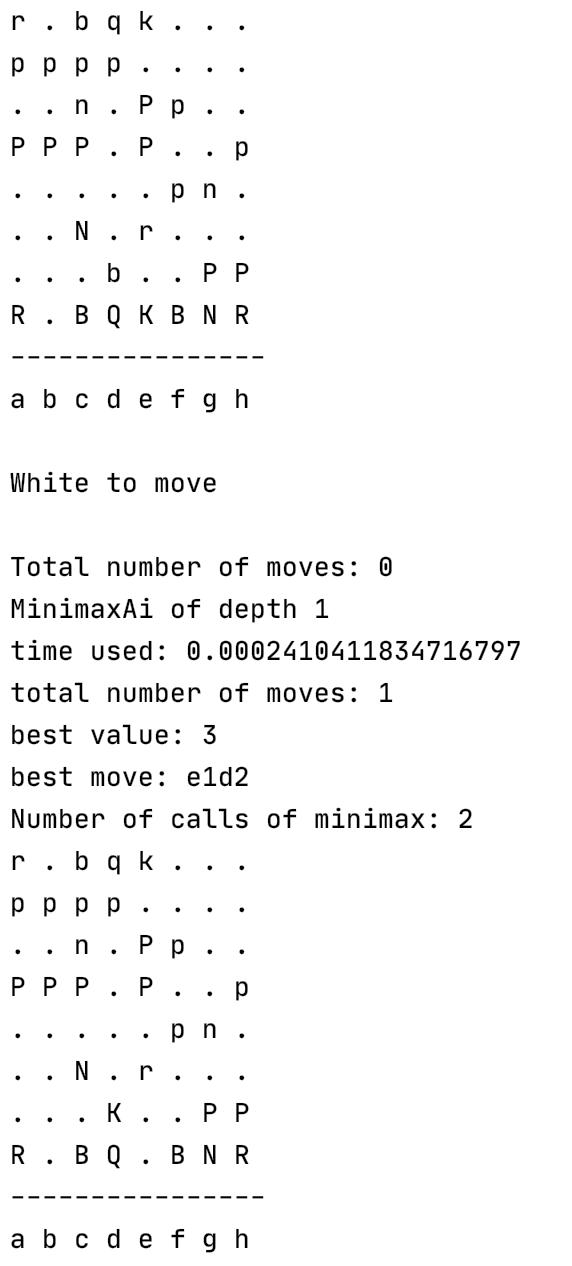 r . b q k . . .
p p p p . . . .
. . n . P p . .
P P P . P . . p
. . . . . p n .
. . N . r . . .
. . . b . . P P
R . B Q K B N R
----------------
a b c d e f g h
White to move
Total number of moves: 0
MinimaxAi of depth 1
time used: 0.0002410411834716797
total number of moves: 1
best value: 3
best move: e1d2
Number of calls of minimax: 2
r . b q k . . .
p p p p . . . .
. . n . P p . .
P P P . P . . p
. . . . . p n .
. . N . r . . .
. . . K . . P P
R . B Q . B N R
----------------
a b c d e f g h